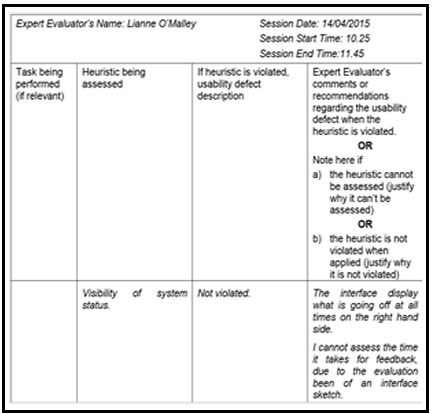 Expert Evaluator's Name: Lianne O'Malley
Session Date: 14/04/2015
Session Start Time: 10.25
Session End Time:11.45
Task being
performed
(if relevant)
Heuristic being
assessed
If heuristic is violated,
usability defect
description
Expert Evaluator's
comments or
recommendations
regarding the usability
defect when the
heuristic is violated.
OR
Note here if
a) the heuristic cannot
be assessed (justify
why it can't be
assessed)
OR
b) the heuristic is not
violated when
applied (justify why
it is not violated)
Visibility of system
status.
Not violated.
The interface display
what is going off at all
times on the right hand
side.
I cannot assess the time
it takes for feedback,
due to the evaluation
been of an interface
sketch.